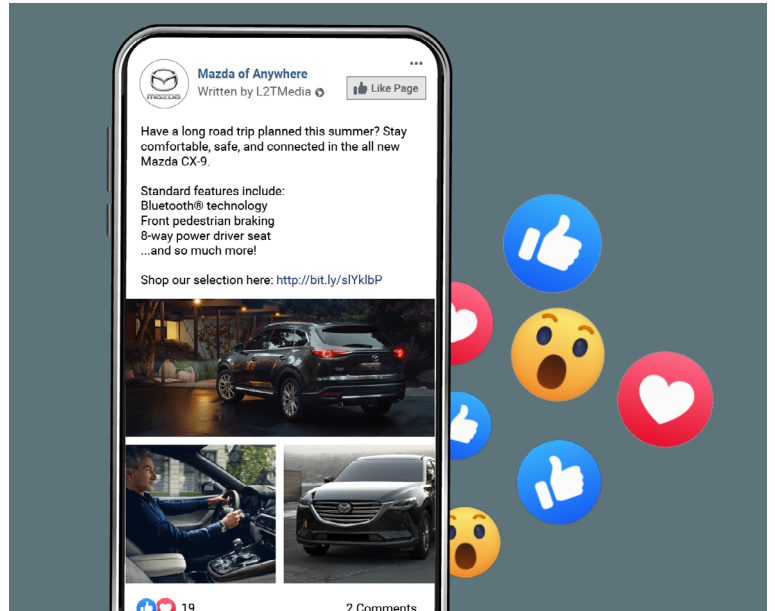 Mazda of Anywhere
Written by L2TMedia
Like Page
mazda
Have a long road trip planned this summer? Stay
comfortable, safe, and connected in the all new
Mazda CX-9.
Standard features include:
Bluetooth® technology
Front pedestrian braking
8-way power driver seat
...and so much more!
Shop our selection here: http://bit.ly/slYklbP
19
2 Comments